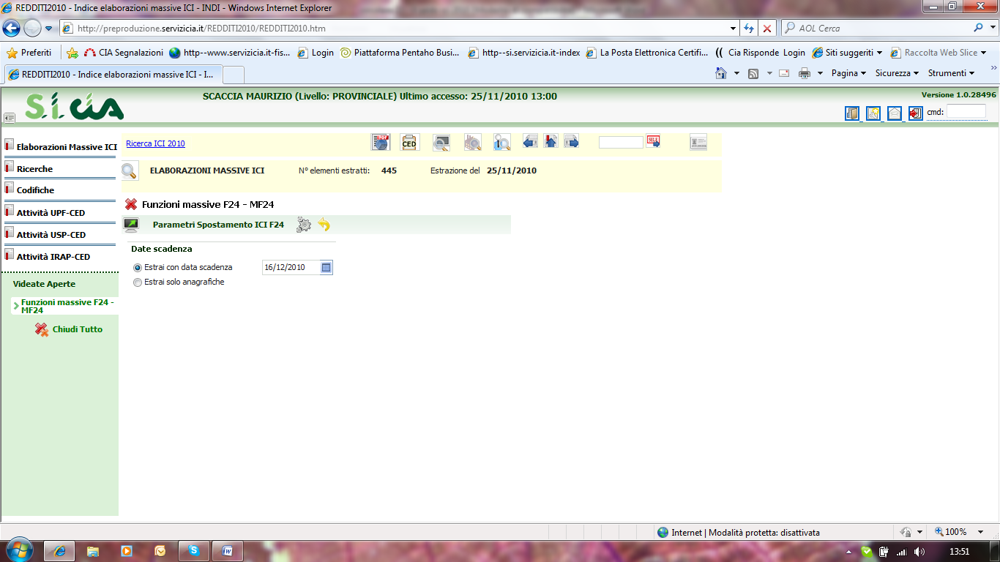 REDDITI2010 - Indice elaborazioni massive ICI - INDI - Windows Internet Explorer
http://preproduzione.servizicia.it/REDDITI2010/REDDITI2010.htm
AOL Cerca
Preferiti CIA Segnalazioni http--www.servizicia.it-fis... Login Piattaforma Pentaho Busi... http--si.servizicia.it-index La Posta Elettronica Certifi... Cia Risponde Login Siti suggeriti Raccolta Web Slice
REDDITI2010 - Indice elaborazioni massive ICI - I...
Pagina Sicurezza Strumenti
S.i. CIA
SCACCIA MAURIZIO (Livello: PROVINCIALE) Ultimo accesso: 25/11/2010 13:00
Versione 1.0.28496
cmd:
Elaborazioni Massive ICI
Ricerche
Codifiche
Attività UPF-CED
Attività USP-CED
Attività IRAP-CED
Videate Aperte
Funzioni massive F24 -
MF24
Chiudi Tutto
Ricerca ICI 2010
PDF
CED
SELE
ELABORAZIONI MASSIVE ICI N° elementi estratti: 445 Estrazione del 25/11/2010
Funzioni massive F24 - MF24
Parametri Spostamento ICI F24
Date scadenza
Estrai con data scadenza 16/12/2010
Estrai solo anagrafiche
Internet | Modalità protetta: disattivata
100%
13:51